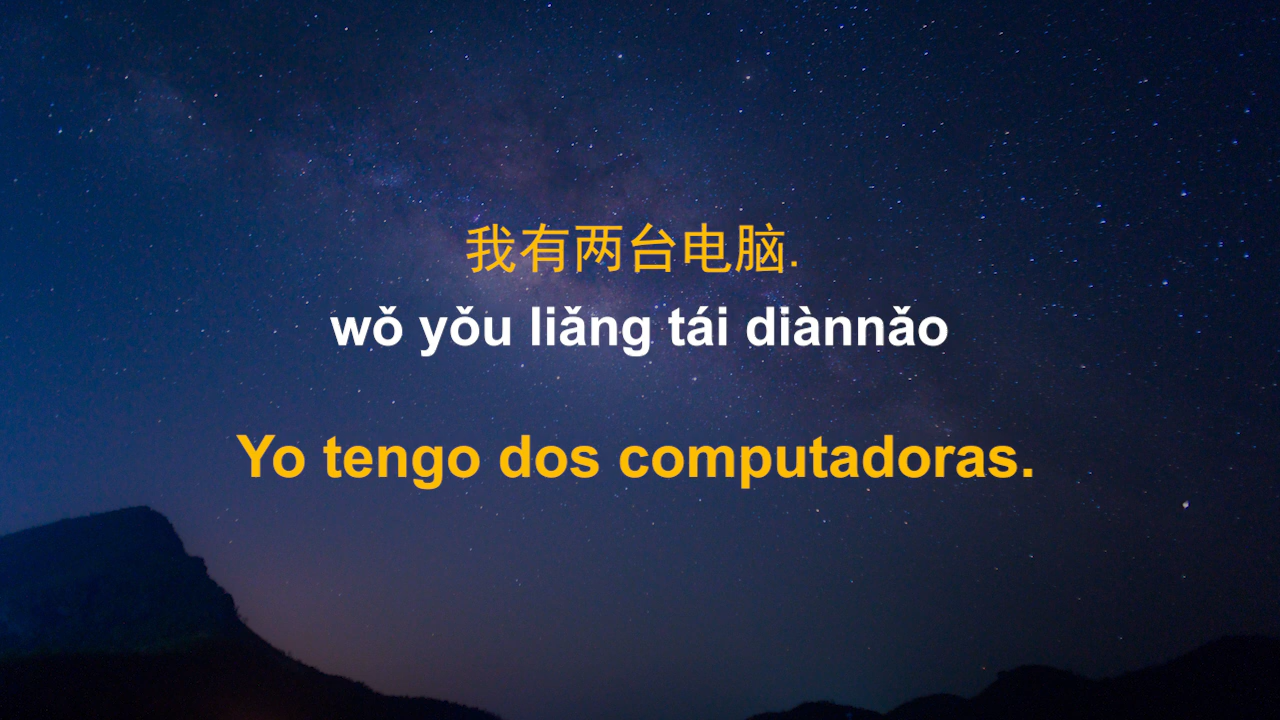 我有两台电脑.
wǒ yǒu liǎng tái diànnǎo
Yo tengo dos computadoras.